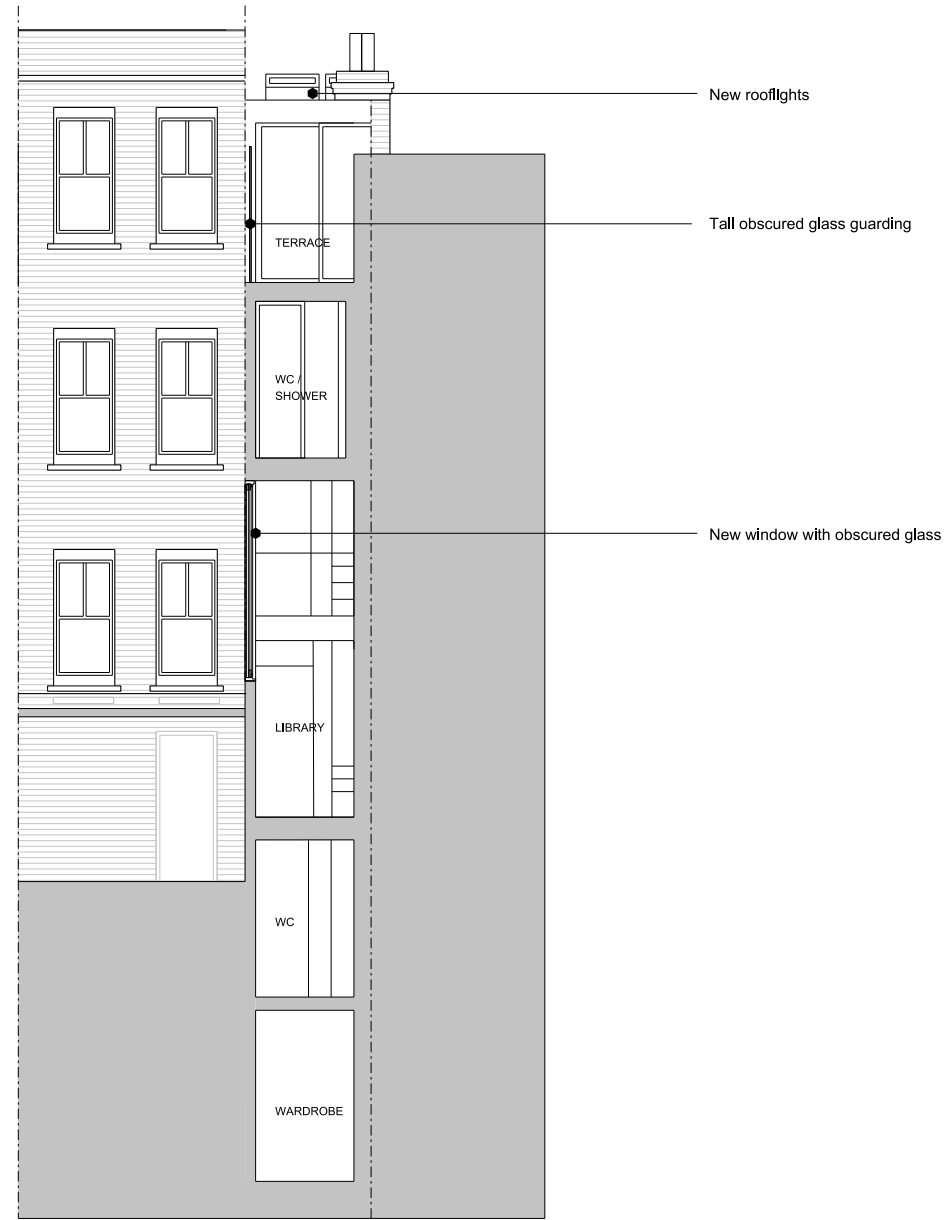 New rooflights
Tall obscured glass guarding
TERRACE
WC /
SHOWER
New window with obscured glass
LIBRARY
WC
WARDROBE